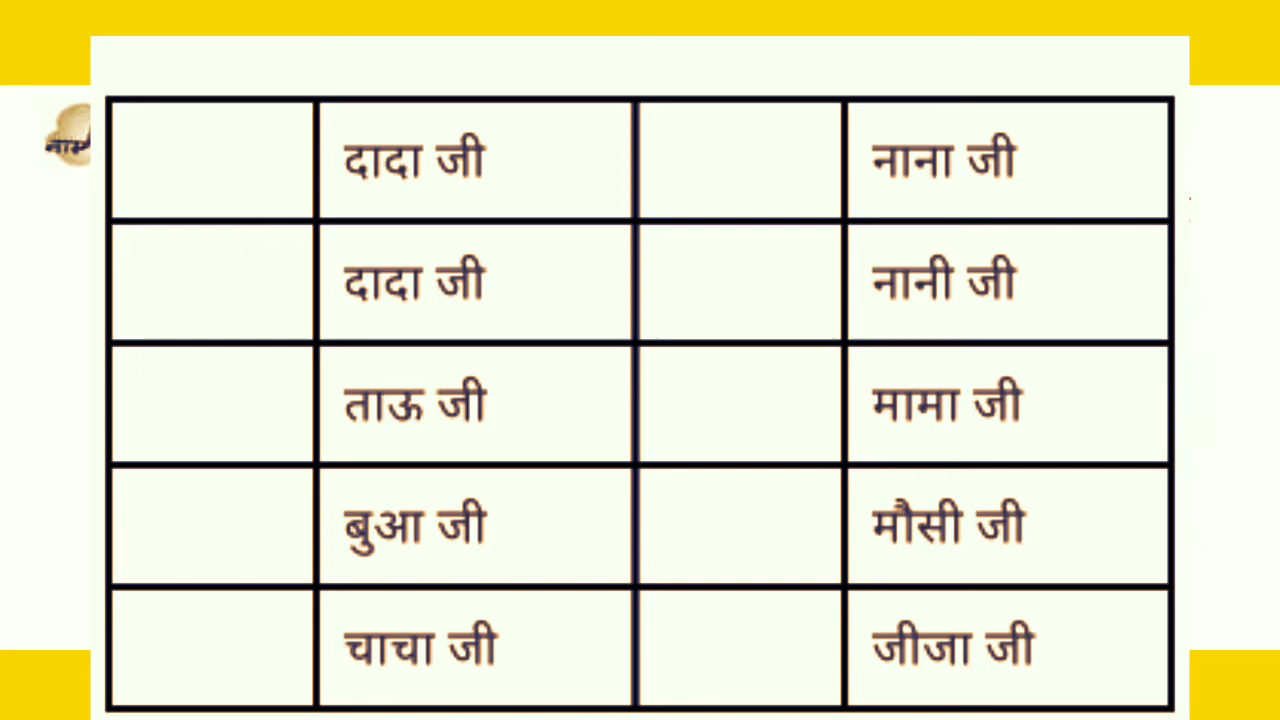 दादा जी नाना जी
दादा जी नानी जी
ताऊ जी मामा जी
बुआ जी मौसी जी
चाचा जी जीजा जी